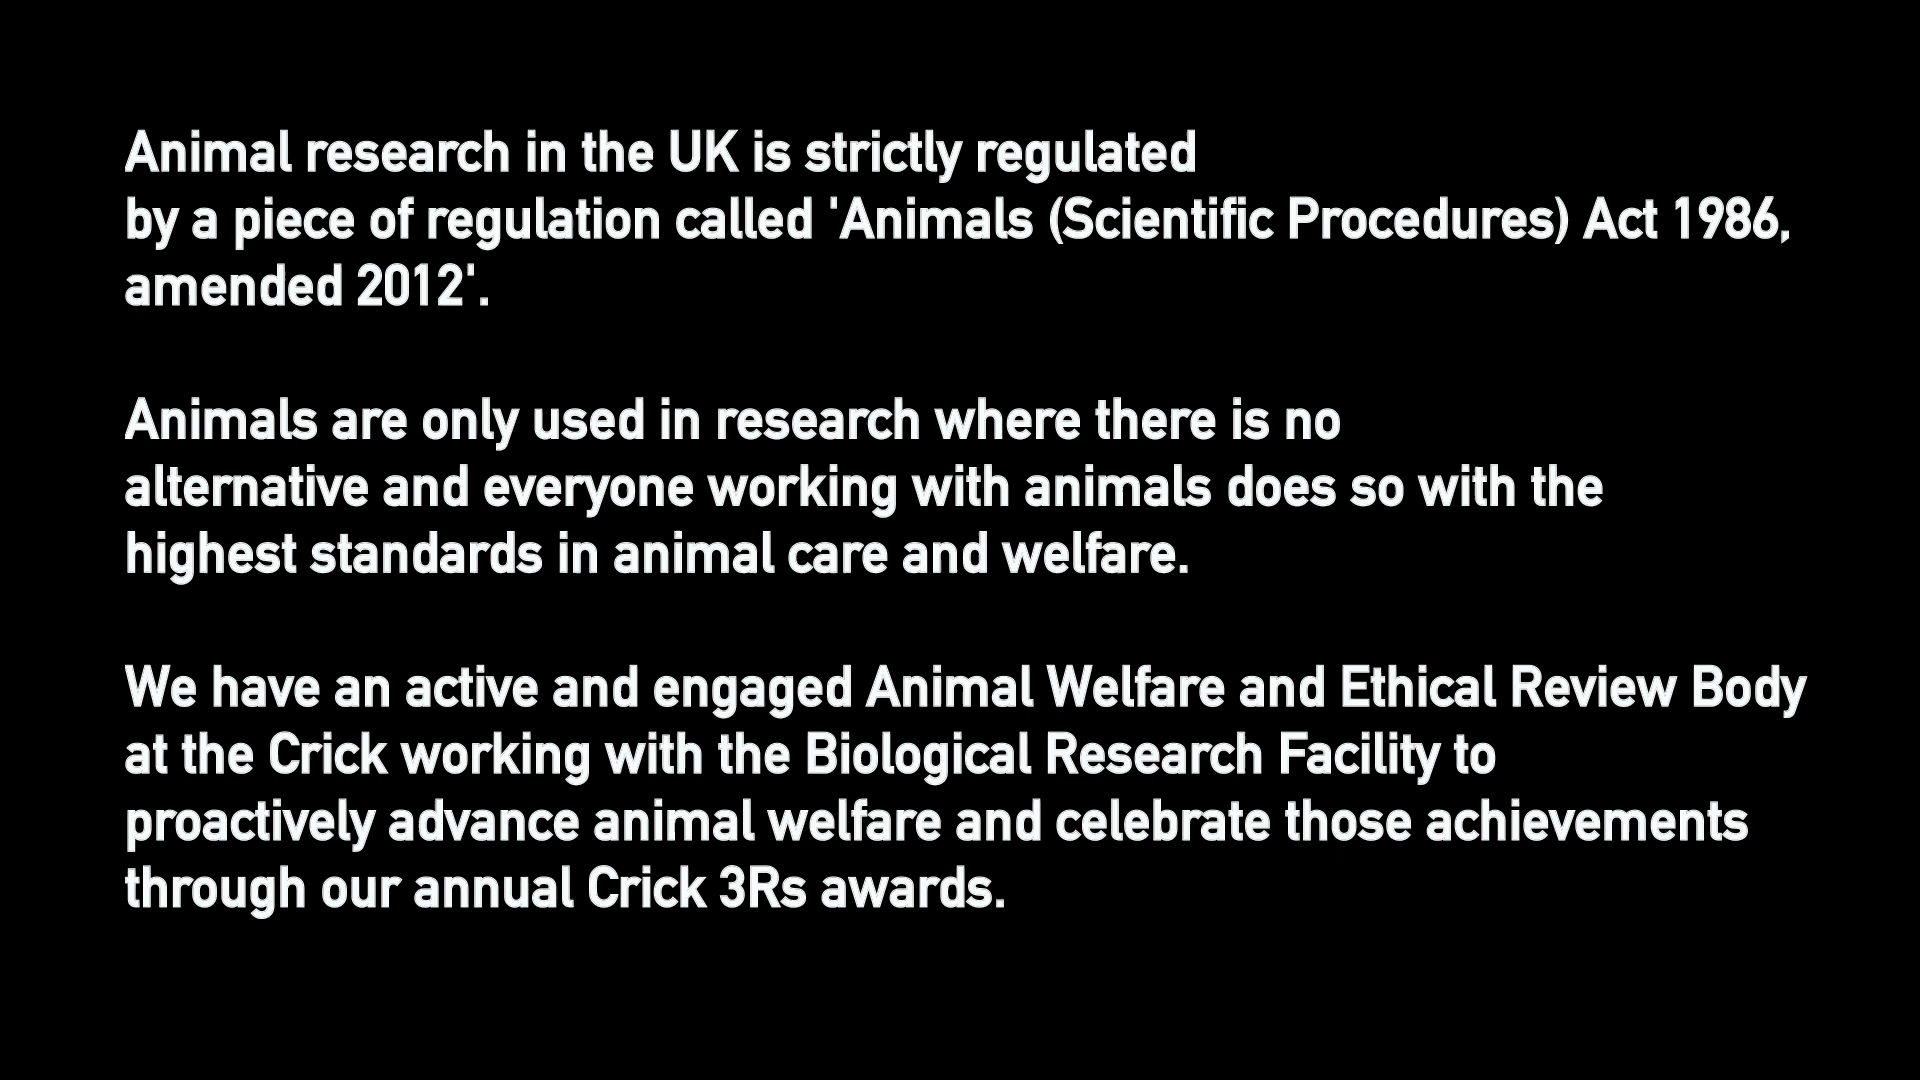 Animal research in the UK is strictly regulated
by a piece of regulation called 'Animals (Scientific Procedures) Act 1986,
amended 2012'.
Animals are only used in research where there is no
alternative and everyone working with animals does so with the
highest standards in animal care and welfare.
We have an active and engaged Animal Welfare and Ethical Review Body
at the Crick working with the Biological Research Facility to
proactively advance animal welfare and celebrate those achievements
through our annual Crick 3Rs awards.